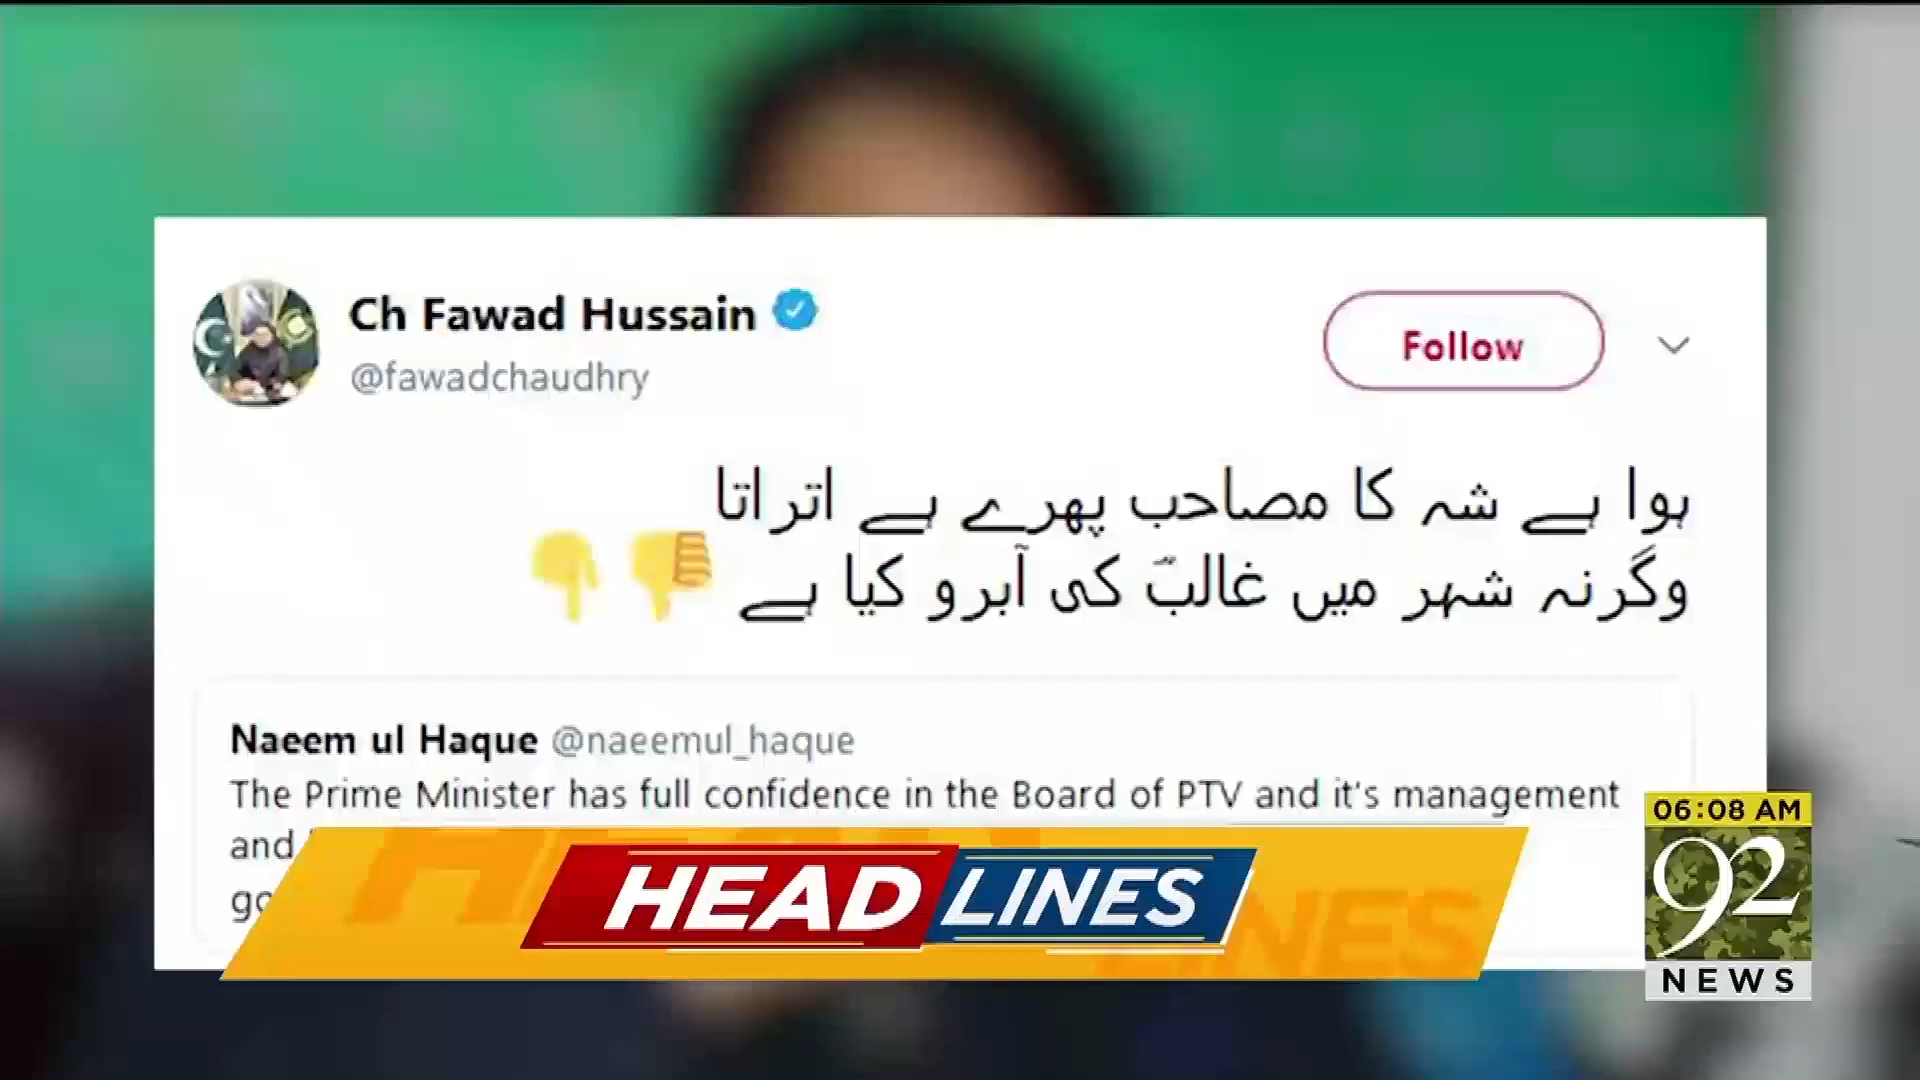 Ch Fawad Hussain
@fawadchaudhry
Follow
ہوا ہے شہ کا مصاحب پھرے ہے اتراتا
وگرنہ شہر میں غالبؔ کی آبرو کیا ہے
Naeem ul Haque @naeemul_haque
The Prime Minister has full confidence in the Board of PTV and it's management
and
HEADLINES
06:08 AM
92
NEWS